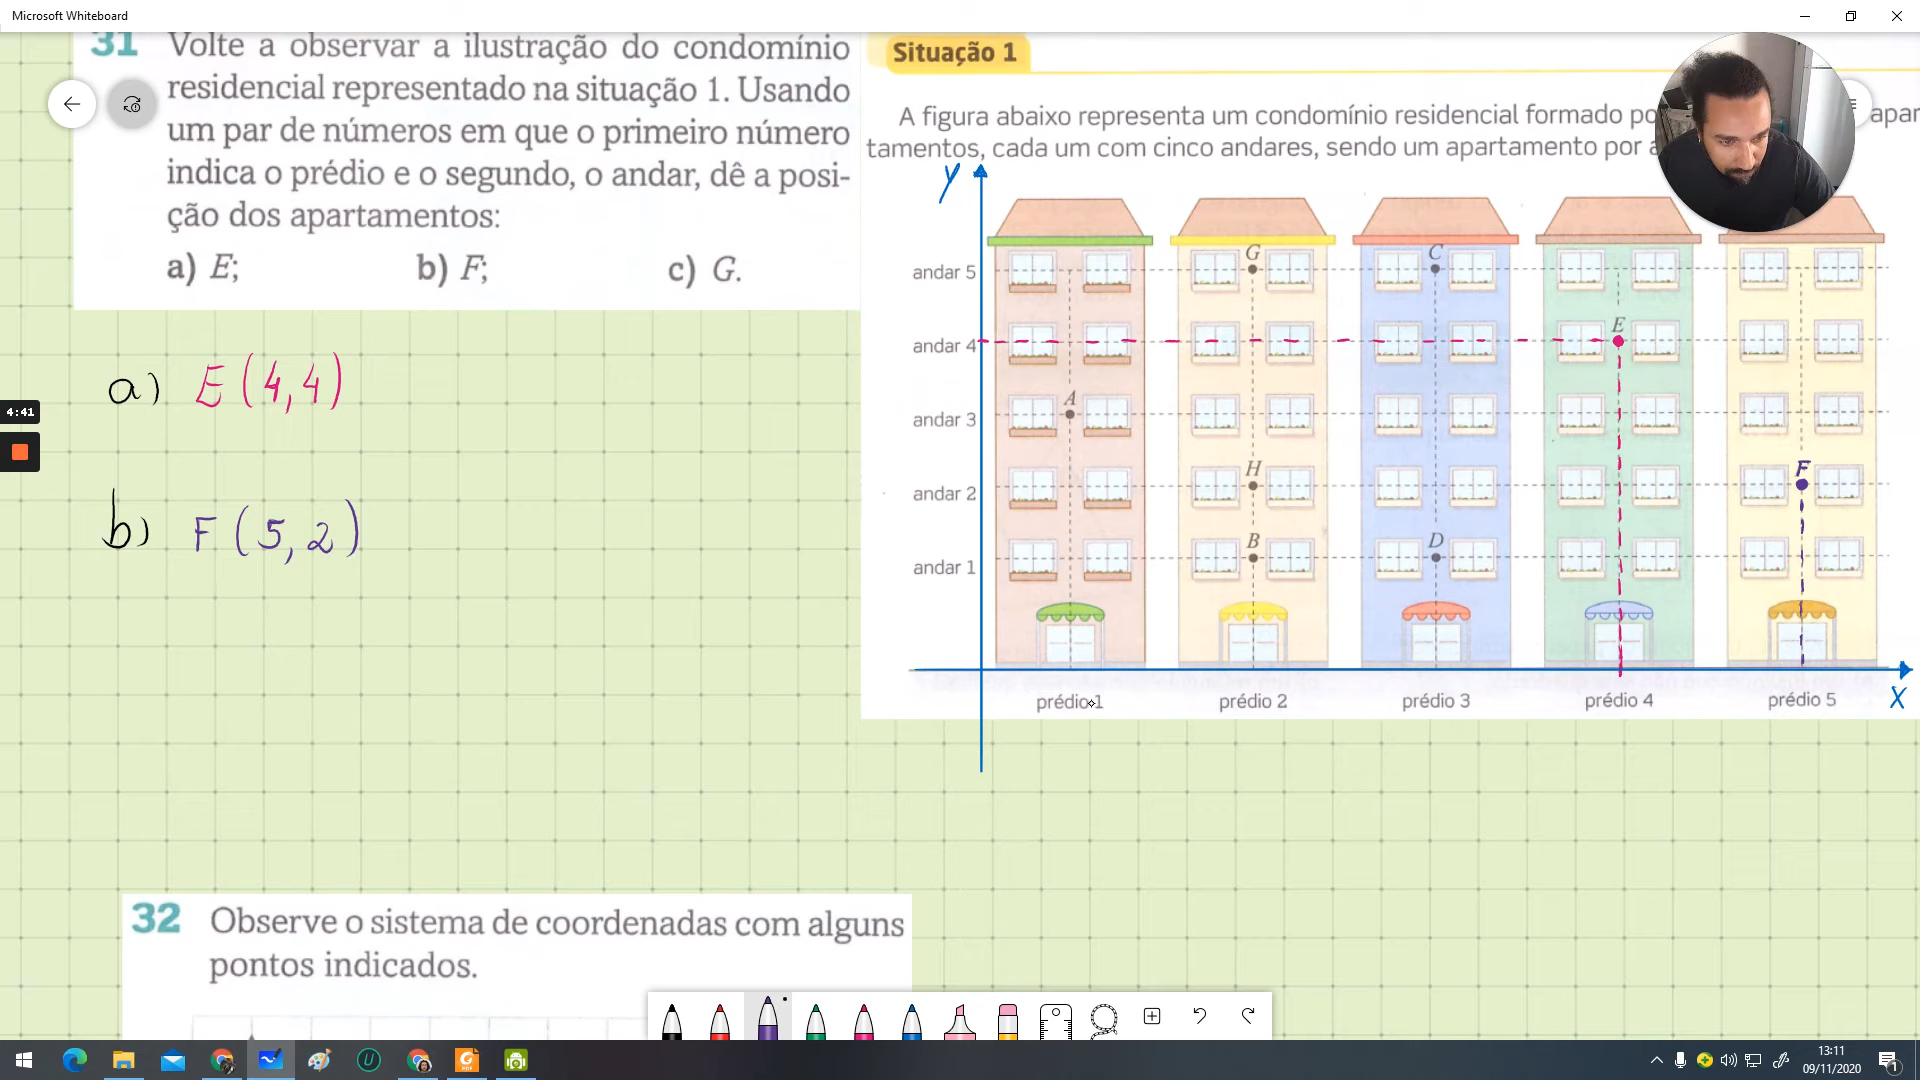 Microsoft Whiteboard
31 Volte a observar a ilustração do condomínio
residencial representado na situação 1. Usando
um par de números em que o primeiro número
indica o prédio e o segundo, o andar, dê a posi-
ção dos apartamentos:
a) E; b) F; c) G.
Situação 1
A figura abaixo representa um condomínio residencial formado apar
tamentos, cada um com cinco andares, sendo um apartamento por
Y
andar 5
andar 4
andar 3
andar 2
andar 1
G
C
E
A
H
F
B
D
prédio 1 prédio 2 prédio 3 prédio 4 prédio 5
X
a) E (4,4)
b) F (5,2)
4:41
32 Observe o sistema de coordenadas com alguns
pontos indicados.
13:11
09/11/2020
1